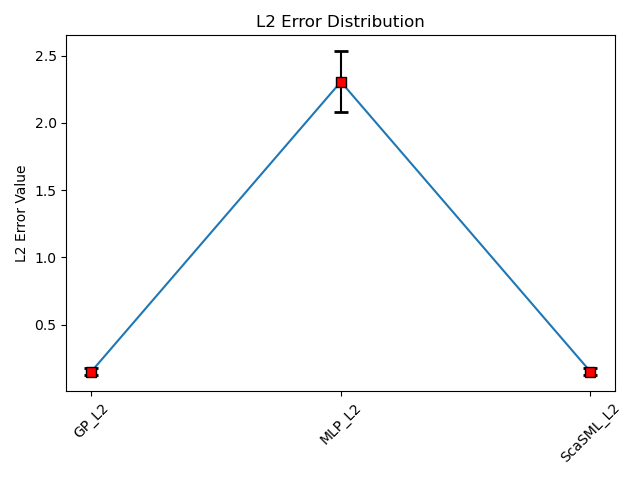 L2 Error Distribution
L2 Error Value
2.5
2.0
1.5
1.0
0.5
GP_L2
MLP_L2
ScaSML_L2